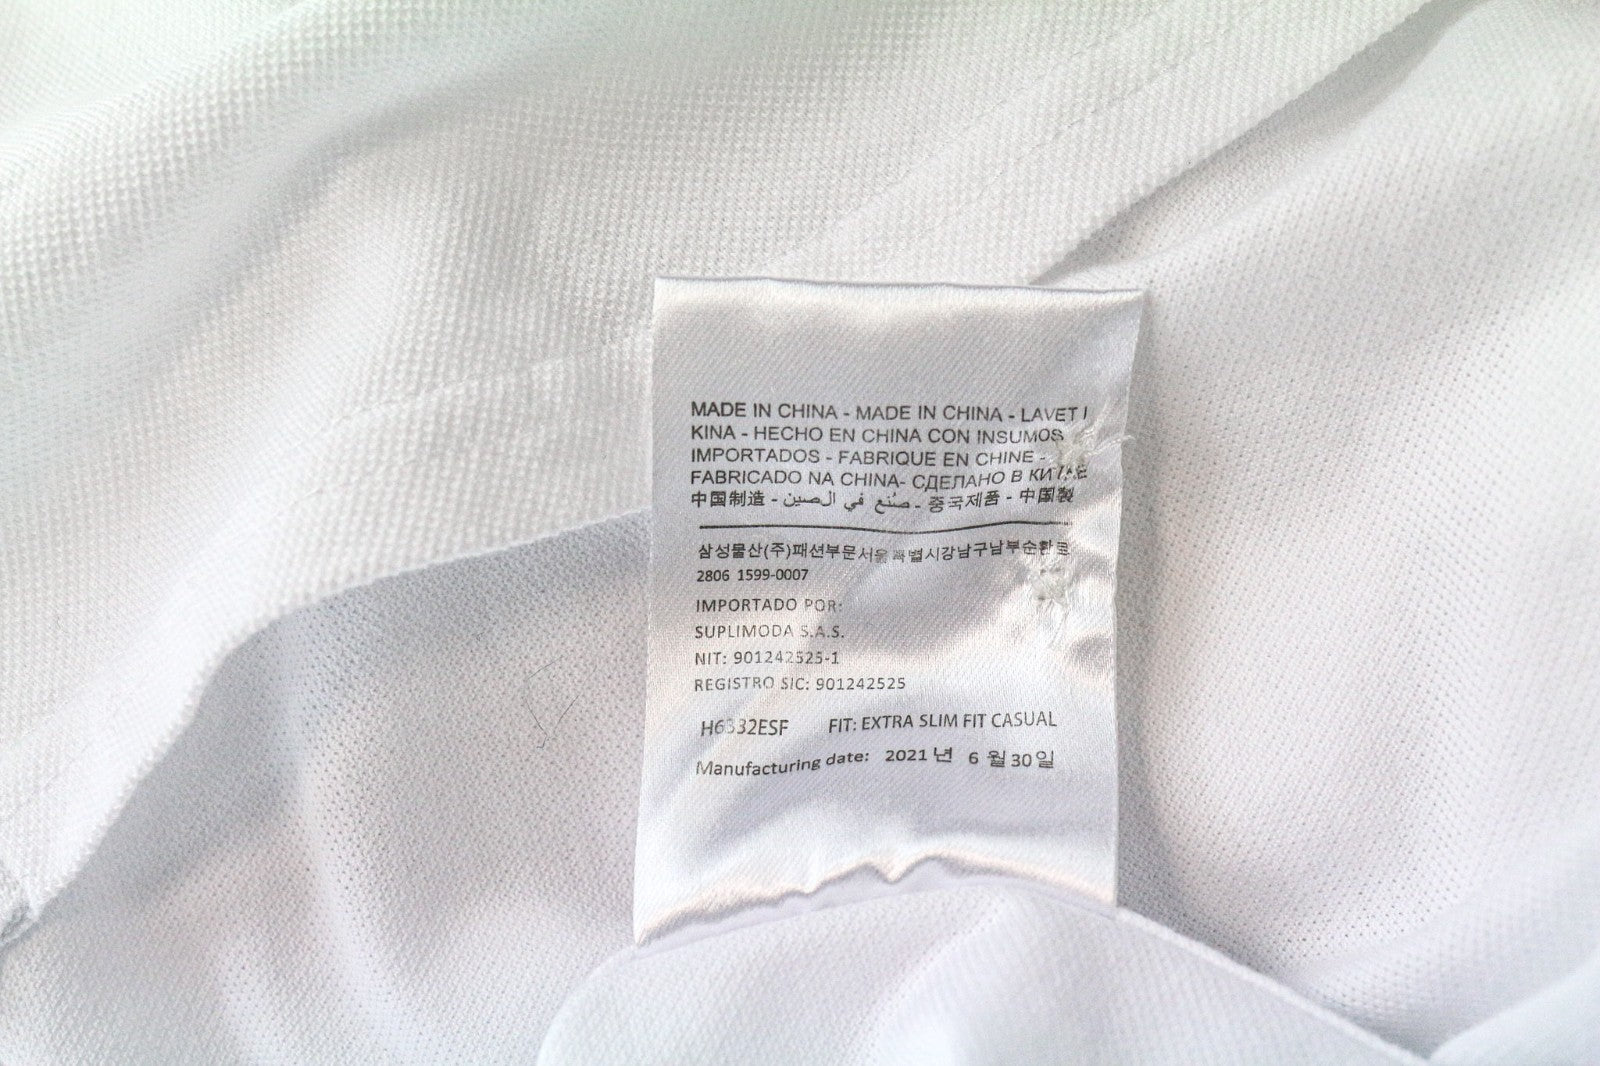 MADE IN CHINA - MADE IN CHINA - LAVET I
KINA - HECHO EN CHINA CON INSUMOS
IMPORTADOS - FABRIQUE EN CHINE -
FABRICADO NA CHINA- СДЕЛАНО В КИТАЕ
中国制造 - صُنع في الصين - 중국제품 - 中國製
삼성물산(주)패션부문서울특별시강남구남부순환로
2806 1599-0007
IMPORTADO POR:
SUPLIMODA S.A.S.
NIT: 901242525-1
REGISTRO SIC: 901242525
H6332ESF FIT: EXTRA SLIM FIT CASUAL
Manufacturing date: 2021년 6월30일